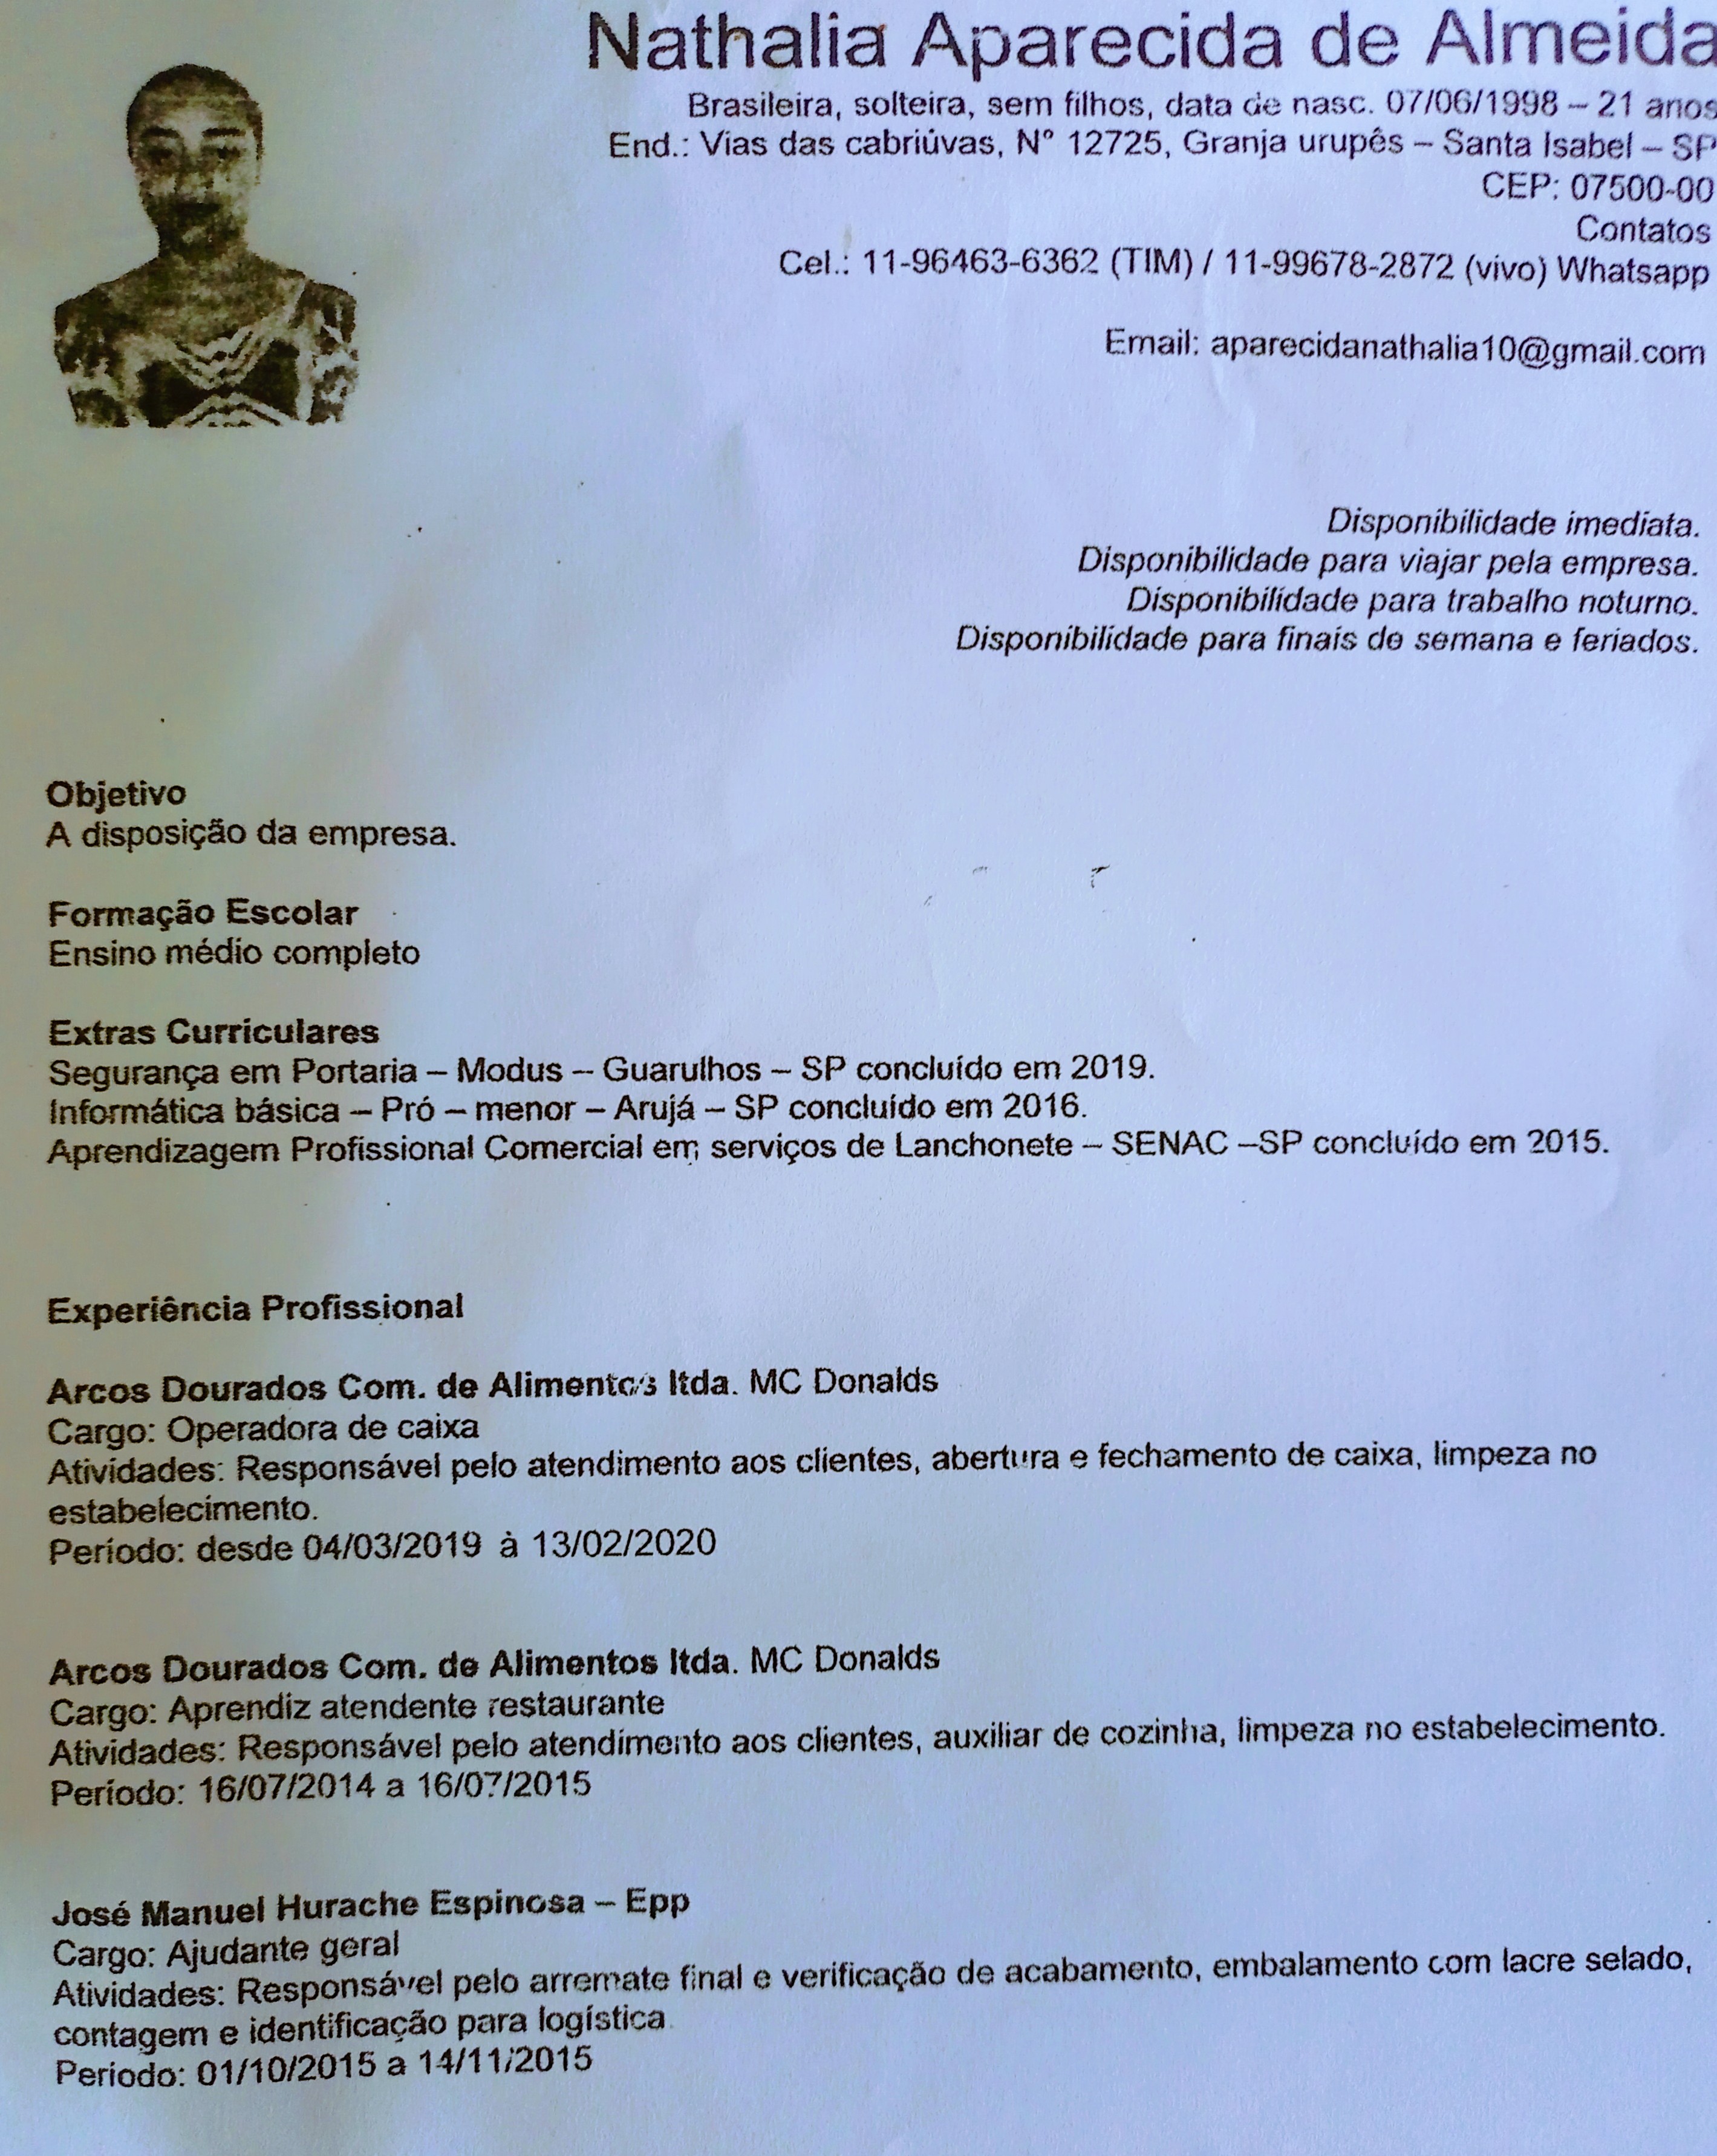 Nathalia Aparecida de Almeida
Brasileira, solteira, sem filhos, data de nasc. 07/06/1998 – 21 anos
End.: Vias das cabriúvas, Nº 12725, Granja urupês – Santa Isabel – SP
CEP: 07500-00
Contatos
Cel.: 11-96463-6362 (TIM) / 11-99678-2872 (vivo) Whatsapp
Email: aparecidanathalia10@gmail.com
Disponibilidade imediata.
Disponibilidade para viajar pela empresa.
Disponibilidade para trabalho noturno.
Disponibilidade para finais de semana e feriados.
Objetivo
A disposição da empresa.
Formação Escolar
Ensino médio completo
Extras Curriculares
Segurança em Portaria – Modus – Guarulhos – SP concluído em 2019.
Informática básica – Pró – menor – Arujá – SP concluído em 2016.
Aprendizagem Profissional Comercial em serviços de Lanchonete – SENAC –SP concluído em 2015.
Experiência Profissional
Arcos Dourados Com. de Alimentos ltda. MC Donalds
Cargo: Operadora de caixa
Atividades: Responsável pelo atendimento aos clientes, abertura e fechamento de caixa, limpeza no
estabelecimento.
Período: desde 04/03/2019 à 13/02/2020
Arcos Dourados Com. de Alimentos ltda. MC Donalds
Cargo: Aprendiz atendente restaurante
Atividades: Responsável pelo atendimento aos clientes, auxiliar de cozinha, limpeza no estabelecimento.
Período: 16/07/2014 a 16/07/2015
José Manuel Hurache Espinosa – Epp
Cargo: Ajudante geral
Atividades: Responsável pelo arremate final e verificação de acabamento, embalamento com lacre selado,
contagem e identificação para logística.
Período: 01/10/2015 a 14/11/2015